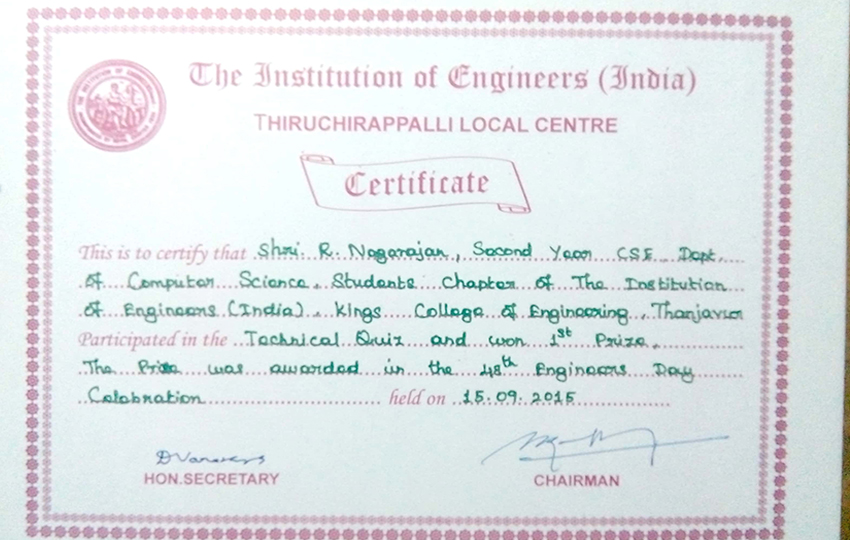 The Institution of Engineers (India)
THIRUCHIRAPPALLI LOCAL CENTRE
Certificate
This is to certify that Shri. R. Nagarajan, Second Year CSE Dept.
of Computer Science, Students Chapter of The Institution
of Engineers (India), Kings College of Engineering, Thanjavur
Participated in the Technical Quiz and won 1st Prize.
The Prize was awarded in the 48th Engineers Day
Celebration held on 15.09.2015
HON.SECRETARY
CHAIRMAN